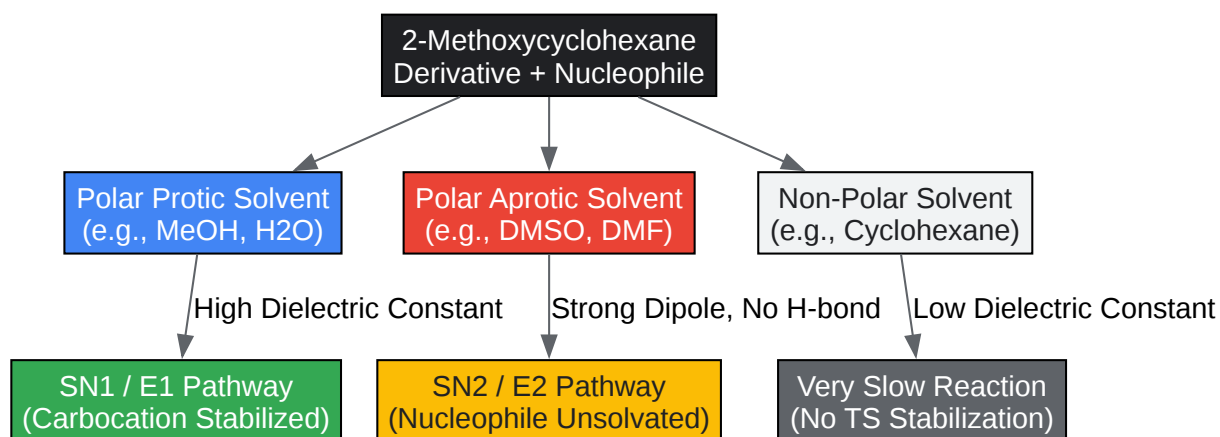 2-Methoxycyclohexane
Derivative + Nucleophile
Polar Protic Solvent
(e.g., MeOH, H2O)
Polar Aprotic Solvent
(e.g., DMSO, DMF)
Non-Polar Solvent
(e.g., Cyclohexane)
High Dielectric Constant
Strong Dipole, No H-bond
Low Dielectric Constant
SN1 / E1 Pathway
(Carbocation Stabilized)
SN2 / E2 Pathway
(Nucleophile Unsolvated)
Very Slow Reaction
(No TS Stabilization)